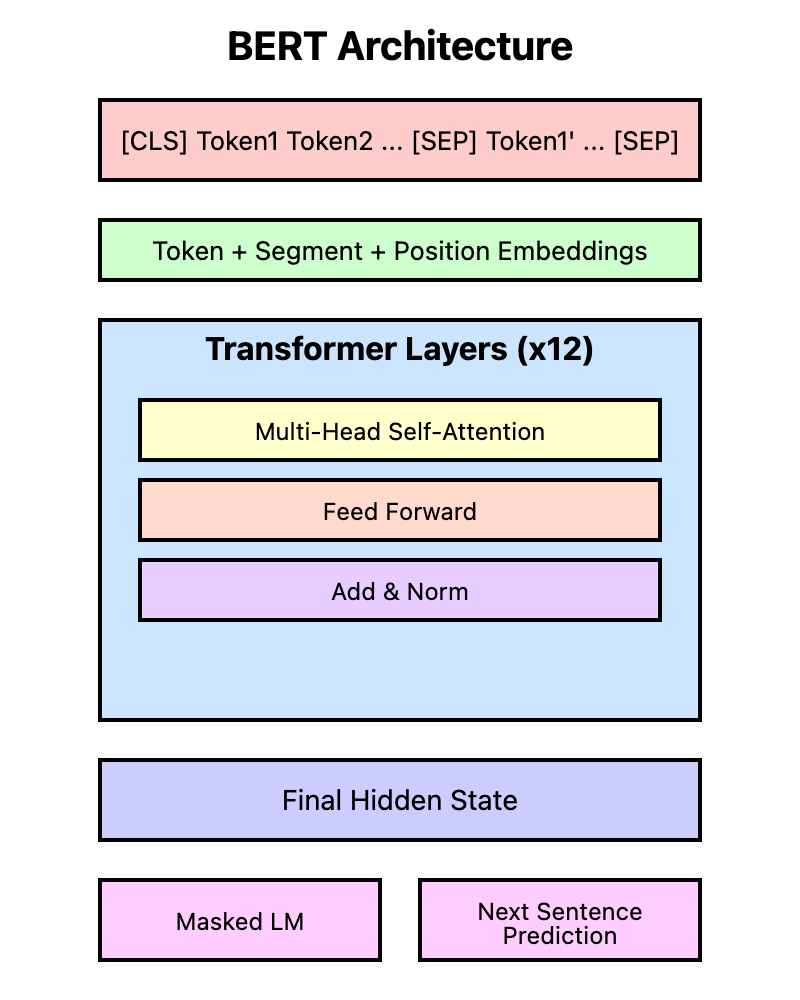 BERT Architecture
[CLS] Token1 Token2 ... [SEP] Token1' ... [SEP]
Token + Segment + Position Embeddings
Transformer Layers (x12)
Multi-Head Self-Attention
Feed Forward
Add & Norm
Final Hidden State
Masked LM
Next Sentence
Prediction